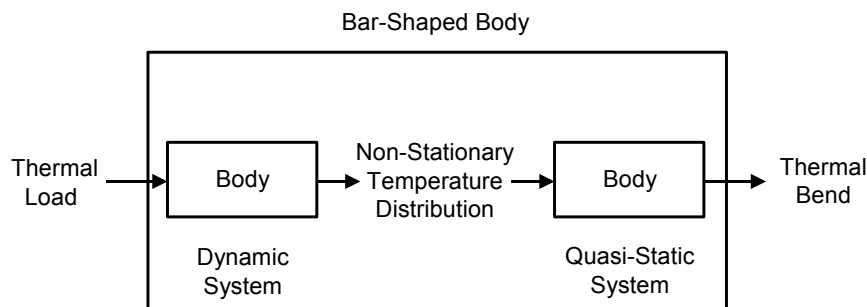 Bar-Shaped Body
Thermal
Load
Body
Non-Stationary
Temperature
Distribution
Body
Thermal
Bend
Dynamic
System
Quasi-Static
System